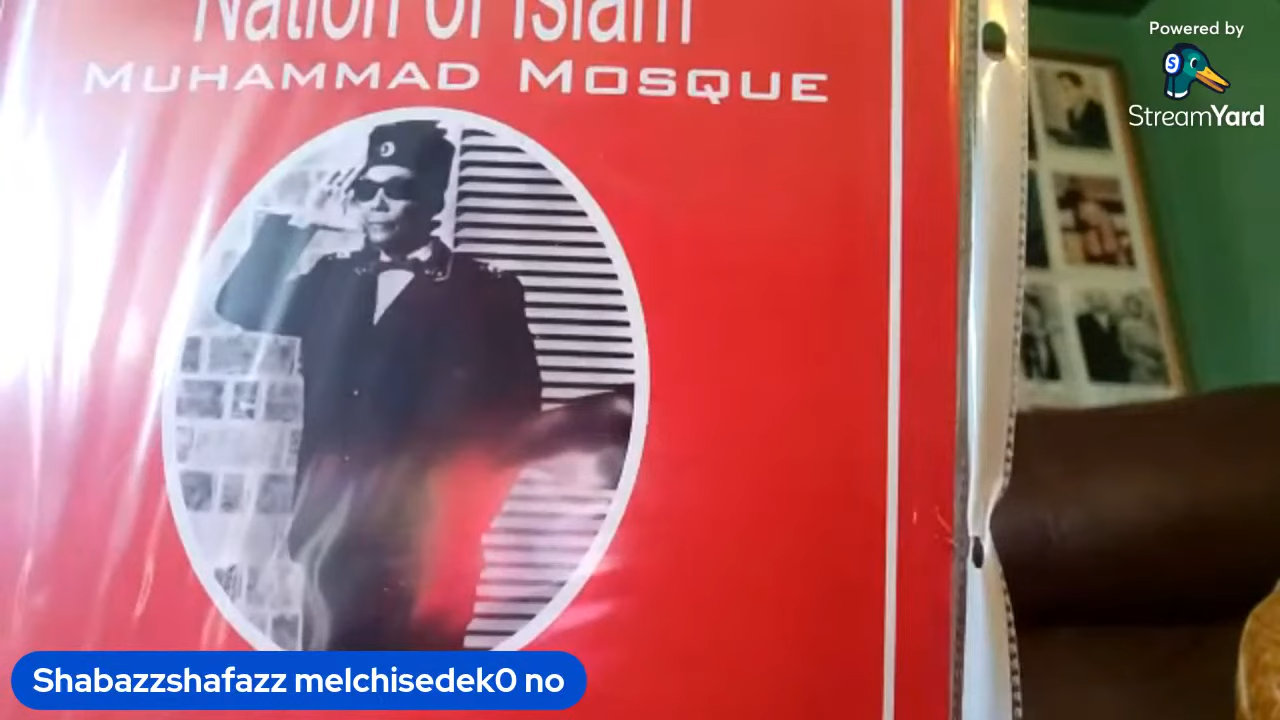 Nation of Islam
MUHAMMAD MOSQUE
Powered by
StreamYard
Shabazzshafazz melchisedek0 no